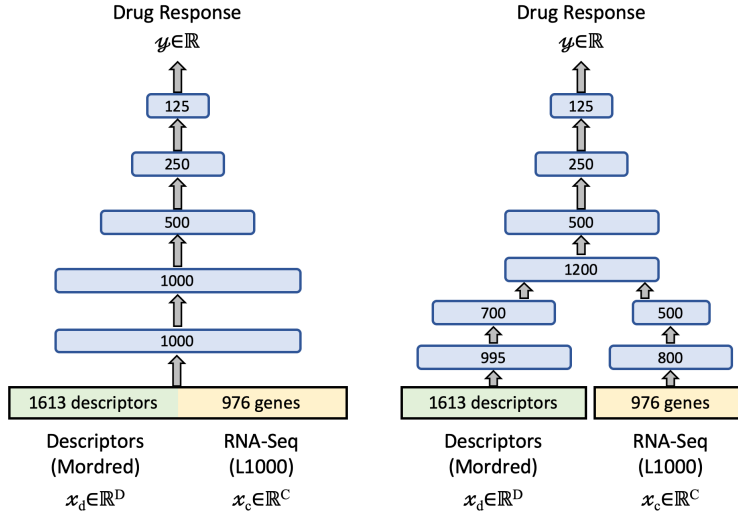 Drug Response
𝓎∈ℝ
125
250
500
1000
1000
1613 descriptors 976 genes
Descriptors
(Mordred)
𝓍d∈ℝD
RNA-Seq
(L1000)
𝓍c∈ℝC
Drug Response
𝓎∈ℝ
125
250
500
1200
700 500
995 800
1613 descriptors 976 genes
Descriptors
(Mordred)
𝓍d∈ℝD
RNA-Seq
(L1000)
𝓍c∈ℝC